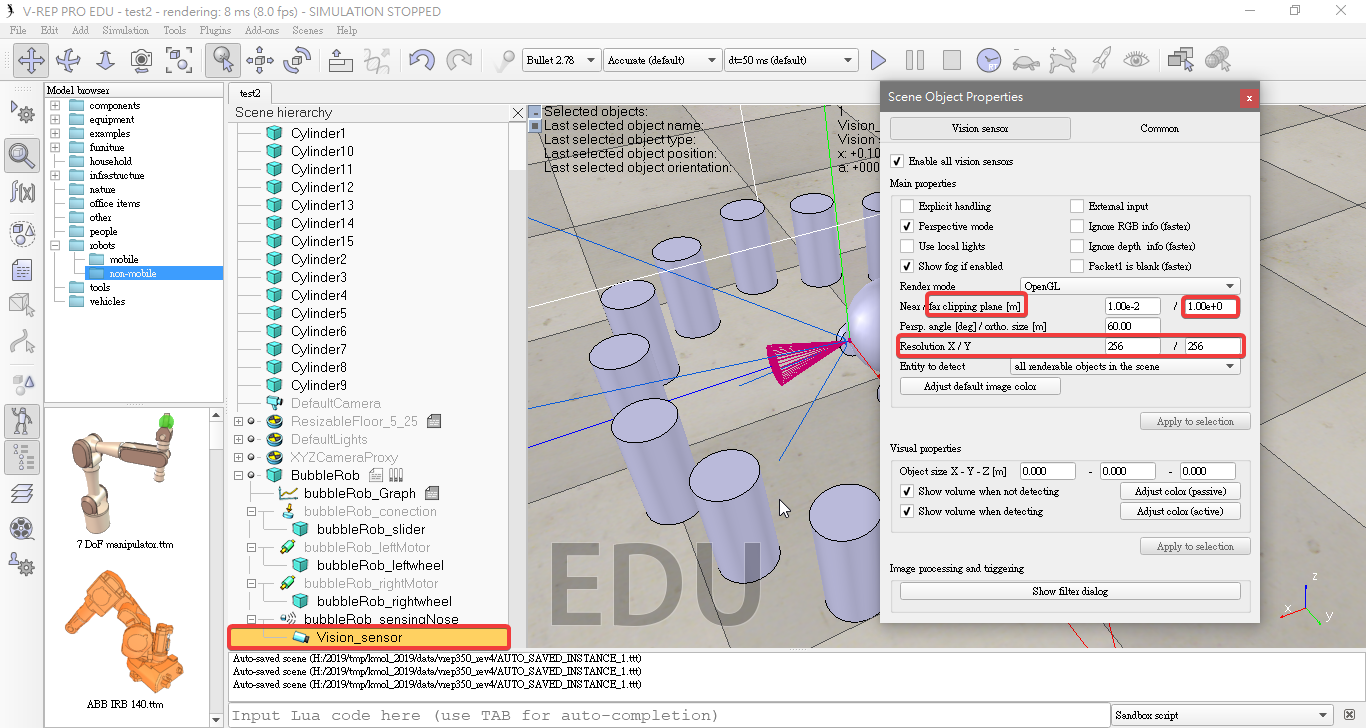 V-REP PRO EDU - test2 - rendering: 8 ms (8.0 fps) - SIMULATION STOPPED
File Edit Add Simulation Tools Plugins Add-ons Scenes Help
Bullet 2.78 Accurate (default) dt=50 ms (default)
Model browser
components
equipment
examples
furniture
household
infrastructure
nature
office items
other
people
robots
mobile
non-mobile
tools
vehicles
7 DoF manipulator.ttm
ABB IRB 140.ttm
test2
Scene hierarchy
Cylinder1
Cylinder10
Cylinder11
Cylinder12
Cylinder13
Cylinder14
Cylinder15
Cylinder2
Cylinder3
Cylinder4
Cylinder5
Cylinder6
Cylinder7
Cylinder8
Cylinder9
DefaultCamera
ResizableFloor_5_25
DefaultLights
XYZCameraProxy
BubbleRob
bubbleRob_Graph
bubbleRob_conection
bubbleRob_slider
bubbleRob_leftMotor
bubbleRob_leftwheel
bubbleRob_rightMotor
bubbleRob_rightwheel
bubbleRob_sensingNose
Vision_sensor
Selected objects: 1
Last selected object name: Vision_
Last selected object type: Vision
Last selected object position: x: +0.10
Last selected object orientation: a: +000
EDU
x y z
Scene Object Properties x
Vision sensor Common
Enable all vision sensors
Main properties
Explicit handling External input
Perspective mode Ignore RGB info (faster)
Use local lights Ignore depth info (faster)
Show fog if enabled Packet1 is blank (faster)
Render mode OpenGL
Near / far clipping plane [m] 1.00e-2 / 1.00e+0
Persp. angle [deg] / ortho. size [m] 60.00
Resolution X / Y 256 / 256
Entity to detect all renderable objects in the scene
Adjust default image color
Apply to selection
Visual properties
Object size X - Y - Z [m] 0.000 - 0.000 - 0.000
Show volume when not detecting Adjust color (passive)
Show volume when detecting Adjust color (active)
Apply to selection
Image processing and triggering
Show filter dialog
Auto-saved scene (H:/2019/tmp/kmol_2019/data/vrep350_rev4/AUTO_SAVED_INSTANCE_1.ttt)
Auto-saved scene (H:/2019/tmp/kmol_2019/data/vrep350_rev4/AUTO_SAVED_INSTANCE_1.ttt)
Auto-saved scene (H:/2019/tmp/kmol_2019/data/vrep350_rev4/AUTO_SAVED_INSTANCE_1.ttt)
Input Lua code here (use TAB for auto-completion) Sandbox script